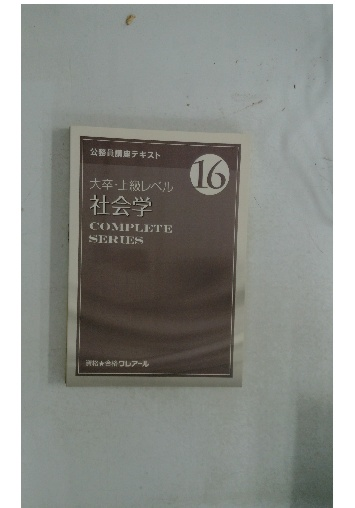 公務員講座テキスト
16
大卒・上級レベル
社会学
COMPLETE
SERIES
資格★合格クレアール